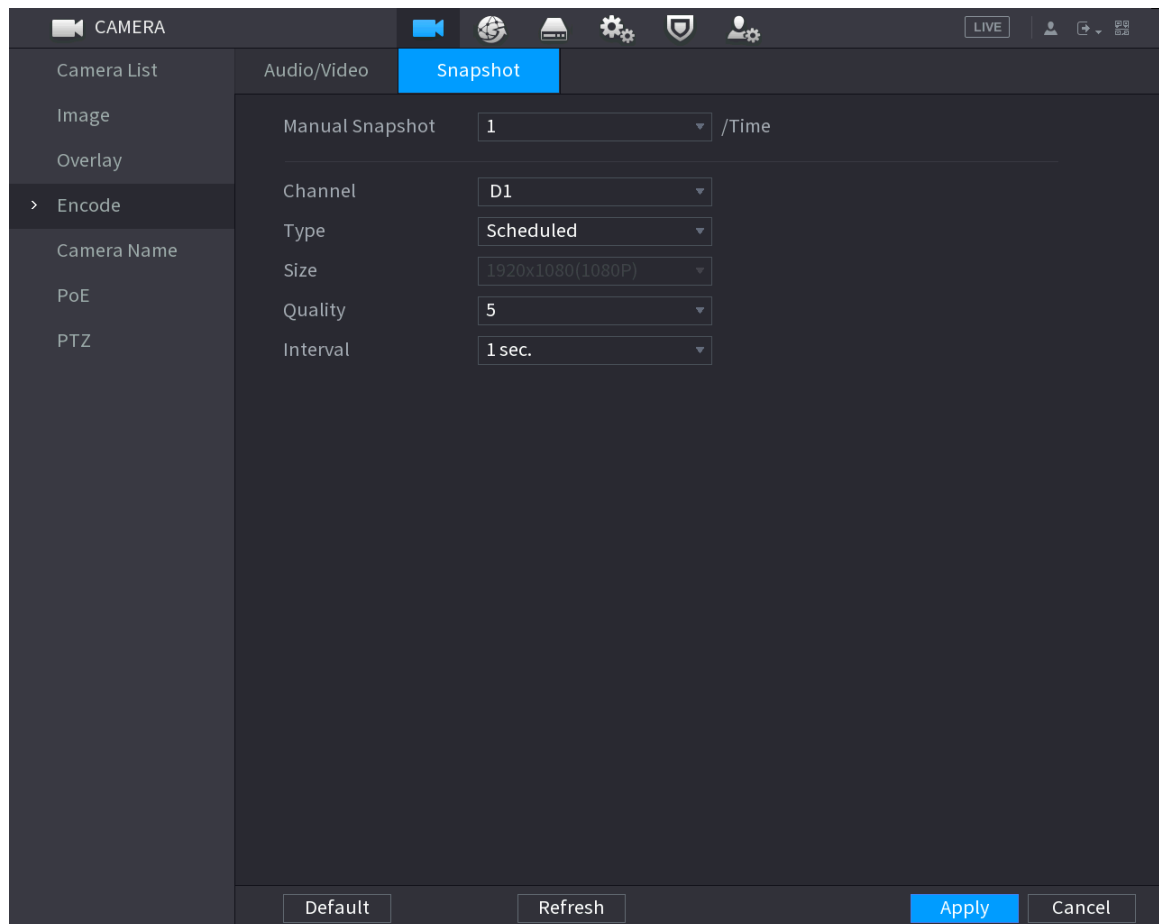 CAMERA
LIVE
Camera List
Audio/Video
Snapshot
Image
Manual Snapshot
1
/Time
Overlay
Channel
D1
Encode
Type
Scheduled
Camera Name
Size
1920x1080(1080P)
PoE
Quality
5
PTZ
Interval
1 sec.
Default
Refresh
Apply
Cancel